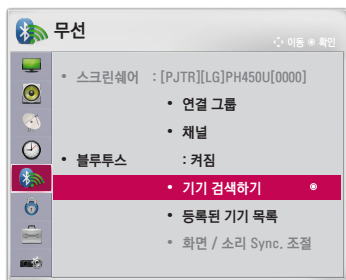 무선
이동 ◉ 확인
• 스크린쉐어 : [PJTR][LG]PH450U[0000]
• 연결 그룹
• 채널
• 블루투스 : 켜짐
• 기기 검색하기 ◉
• 등록된 기기 목록
• 화면 / 소리 Sync. 조절